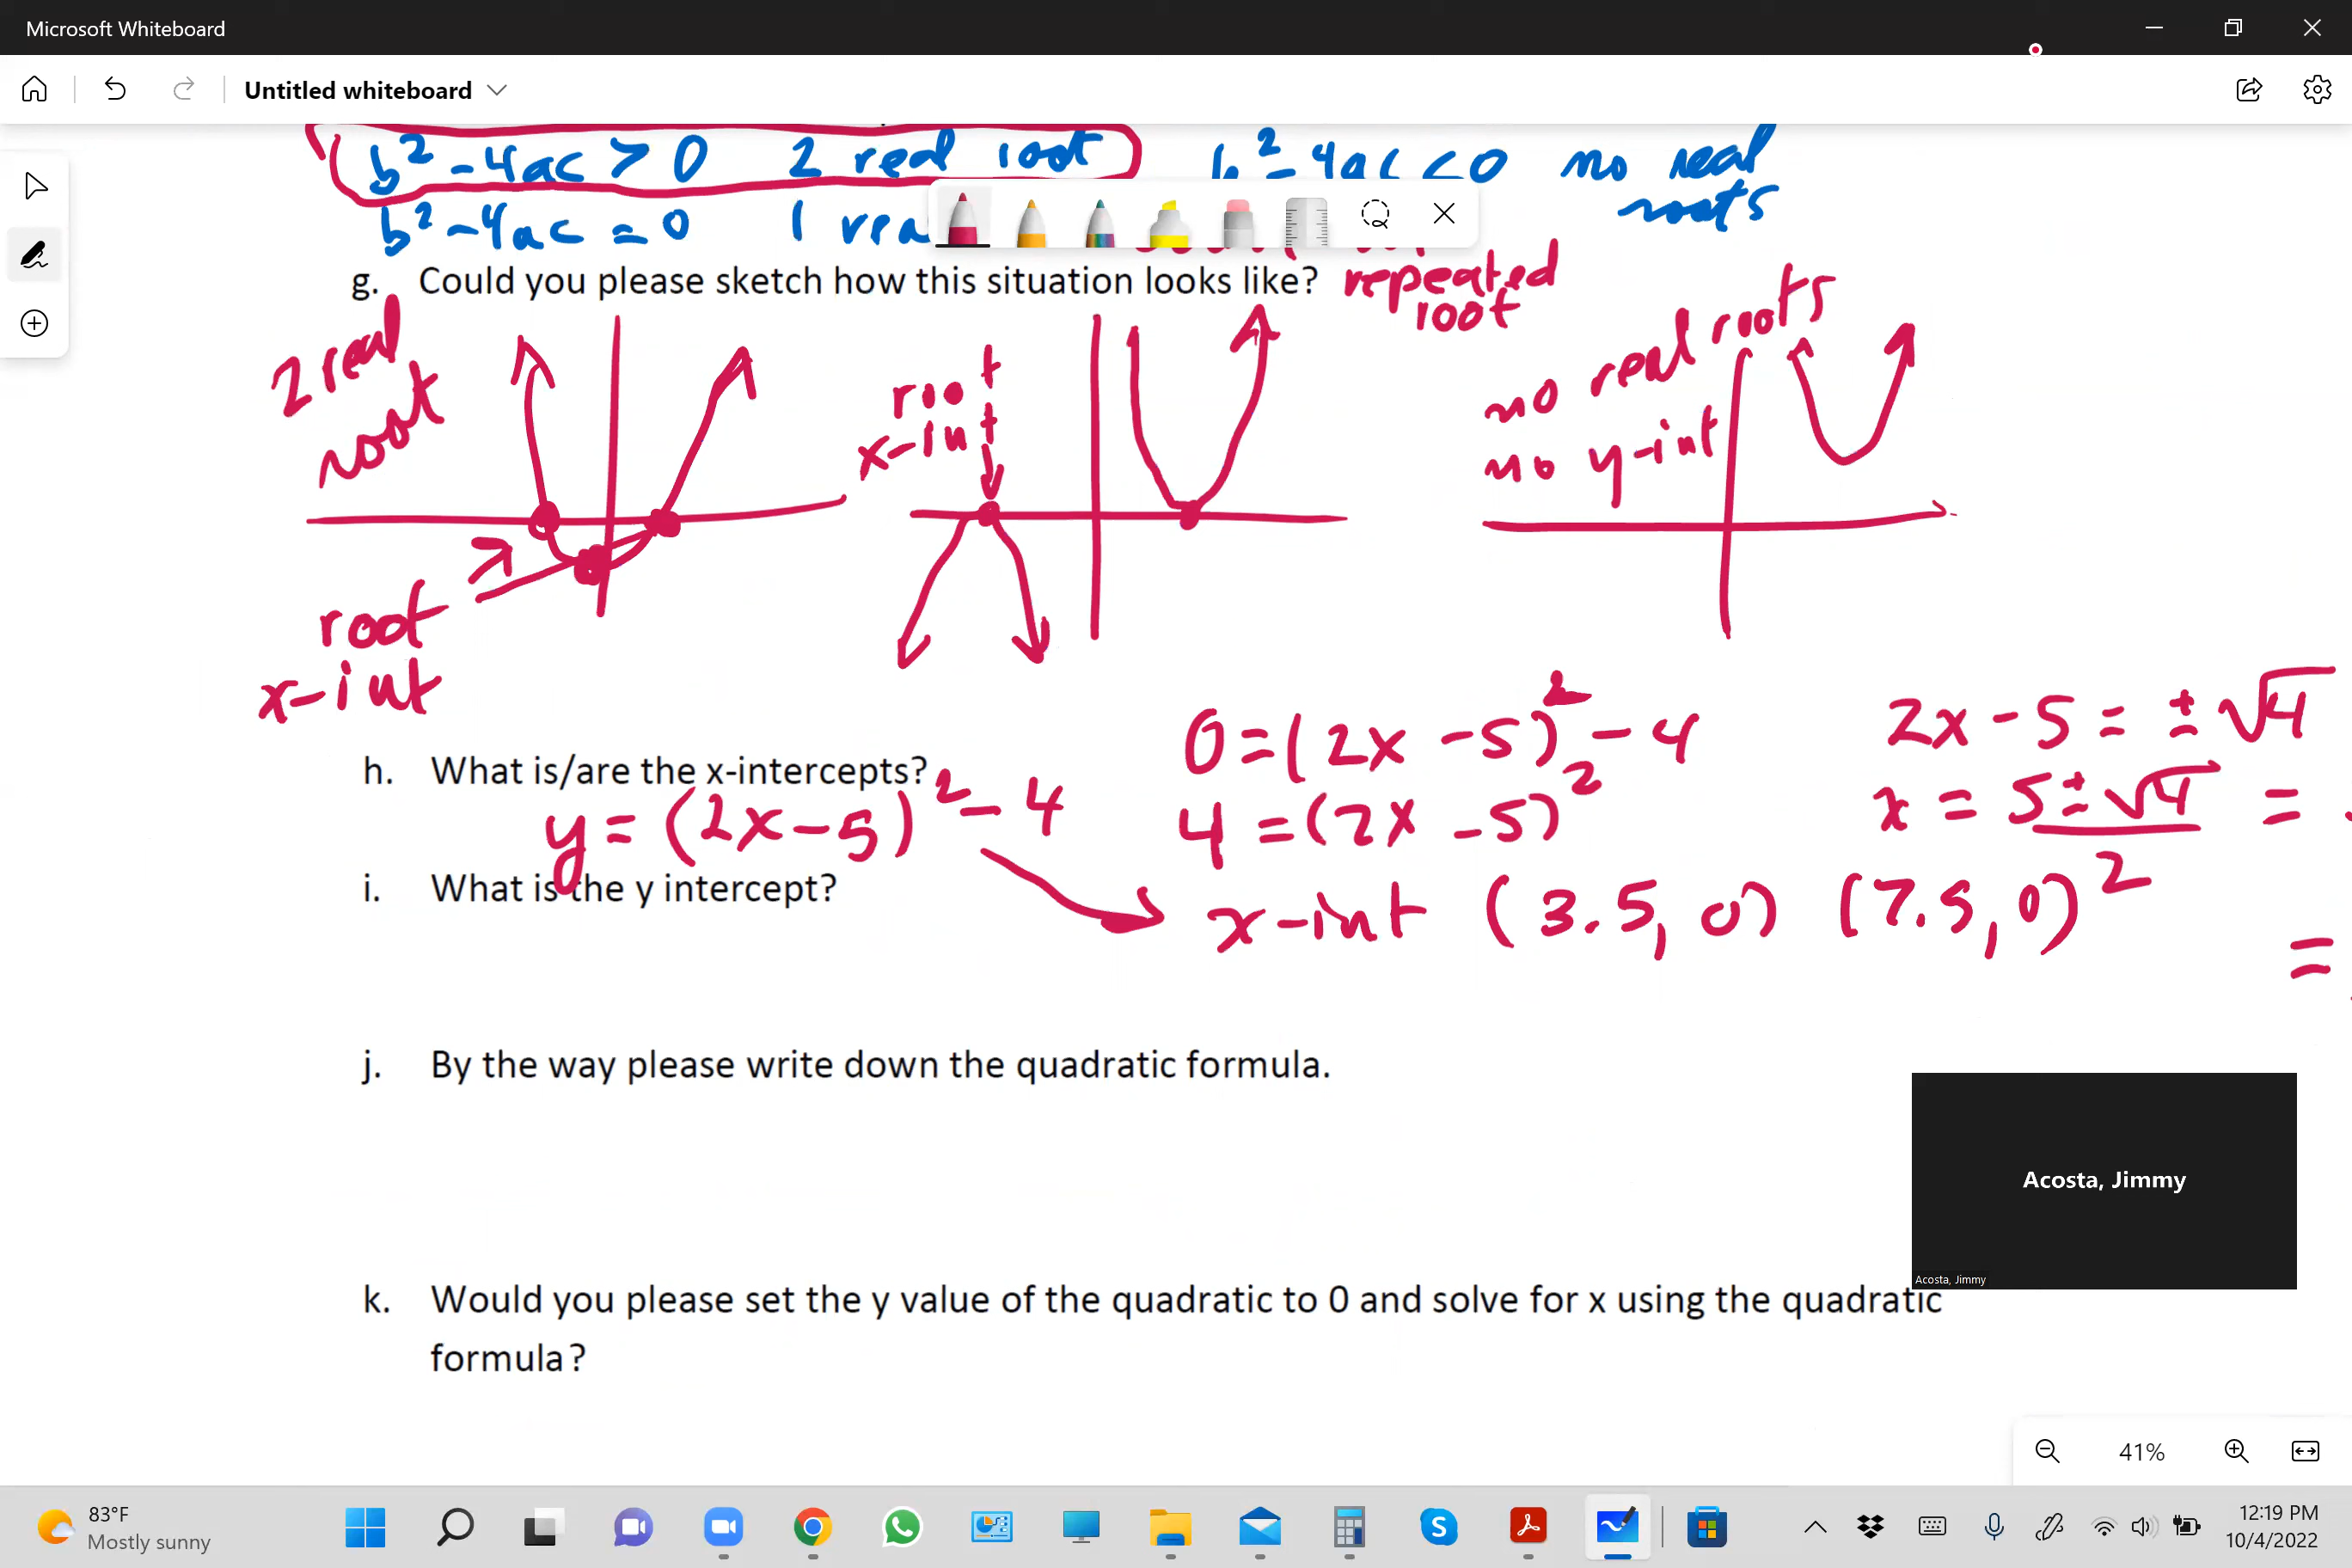 Microsoft Whiteboard
Untitled whiteboard
b² - 4ac > 0 2 real root
b² - 4ac < 0 no real roots
b² - 4ac = 0 1
g. Could you please sketch how this situation looks like?
repeated
root
2 real
root
root
x-int
root
x-int
no real roots
no y-int
0 = (2x - 5)² - 4
2x - 5 = ± √4
h. What is/are the x-intercepts?
y = (2x - 5)² - 4
4 = (2x - 5)²
x = 5 ± √4 =
2
i. What is the y intercept?
x-int (3.5, 0) (7.5, 0)
=
j. By the way please write down the quadratic formula.
Acosta, Jimmy
Acosta, Jimmy
k. Would you please set the y value of the quadratic to 0 and solve for x using the quadratic
formula?
41%
83°F
Mostly sunny
12:19 PM
10/4/2022